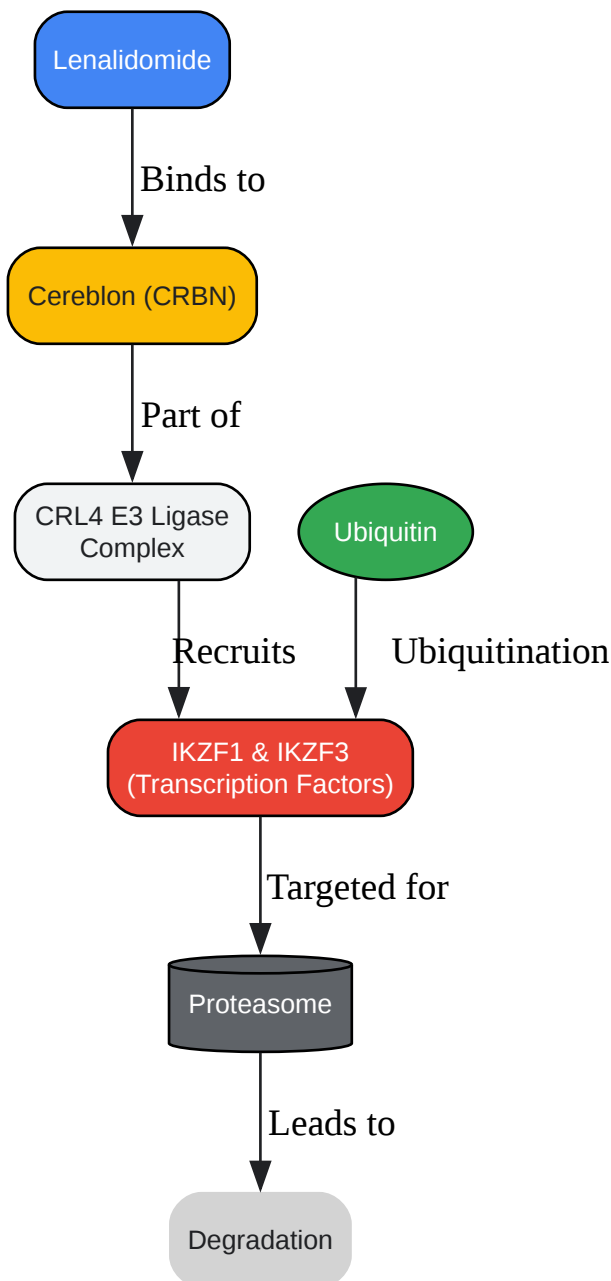 Lenalidomide
Binds to
Cereblon (CRBN)
Part of
CRL4 E3 Ligase
Complex
Ubiquitin
Recruits
Ubiquitination
IKZF1 & IKZF3
(Transcription Factors)
Targeted for
Proteasome
Leads to
Degradation